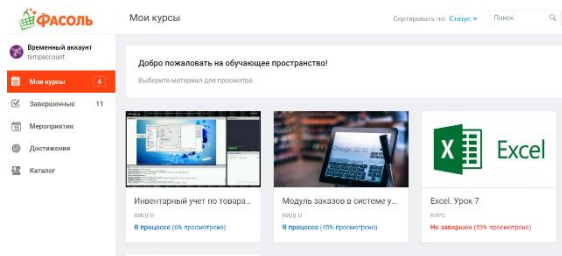 ФАСОЛЬ
Мои курсы
Сортировать по: Статус
Поиск
Временный аккаунт
tempaccount
Мои курсы 4
Завершенные 11
Мероприятия
Достижения
Каталог
Добро пожаловать на обучающее пространство!
Выберите материал для просмотра.
Инвентарный учет по товара...
ВИДЕО
В процессе (6% просмотрено)
Модуль заказов в системе у...
ВИДЕО
В процессе (45% просмотрено)
Excel
Excel. Урок 7
КУРС
Не завершен (33% просмотрено)